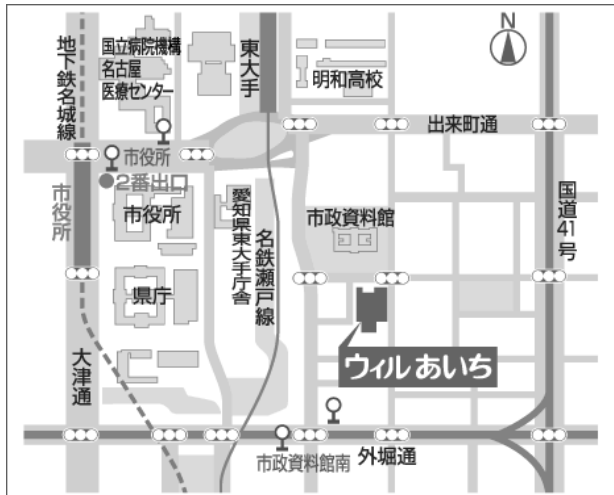 地下鉄名城線
国立病院機構
名古屋
医療センター
東大手
明和高校
N
出来町通
市役所
2番出口
市役所
市役所
愛知県東大手庁舎
名鉄瀬戸線
市政資料館
国道41号
県庁
大津通
ウィルあいち
市政資料館南
外堀通